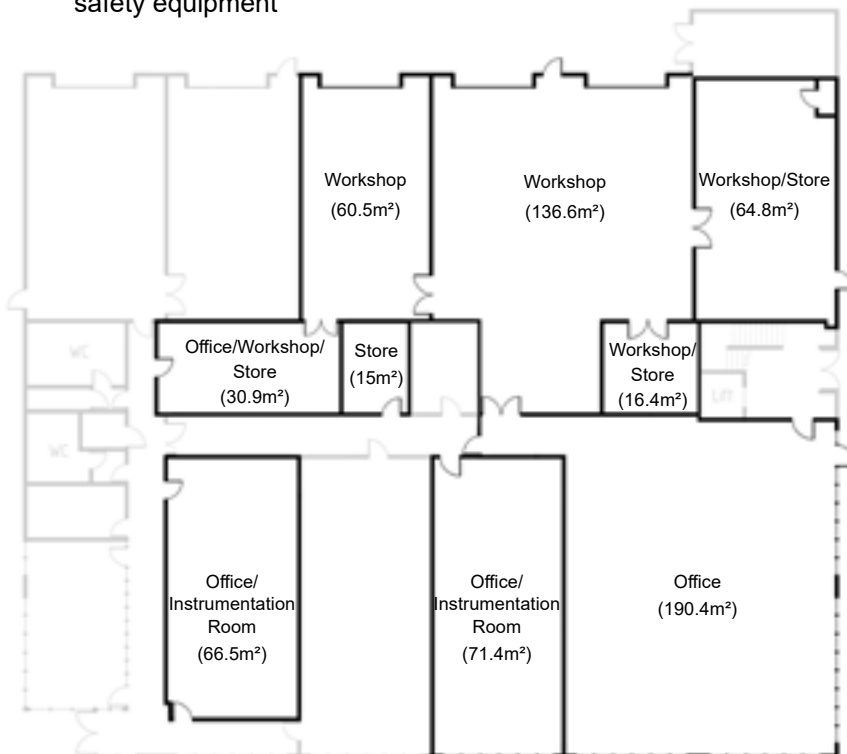 safety equipment
Workshop
(60.5m²)
Workshop
(136.6m²)
Workshop/Store
(64.8m²)
Office/Workshop/
Store
(30.9m²)
Store
(15m²)
Workshop/
Store
(16.4m²)
WC
Lift
WC
Office/
Instrumentation
Room
(66.5m²)
Office/
Instrumentation
Room
(71.4m²)
Office
(190.4m²)